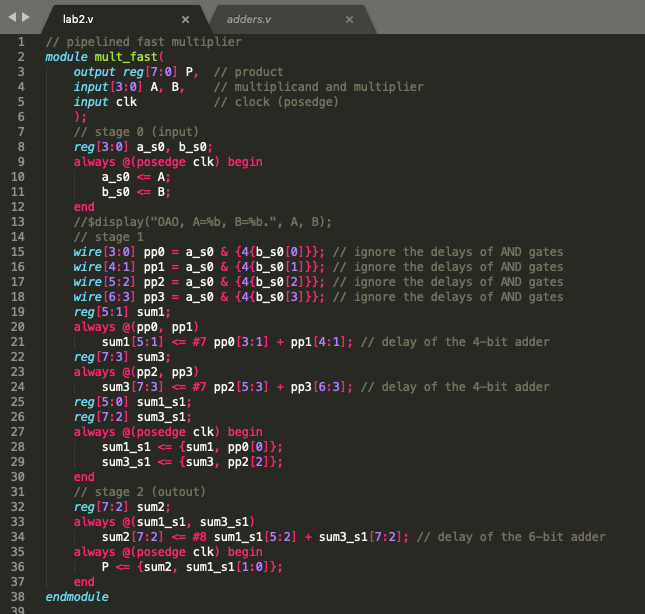 lab2.v × adders.v ×
1 // pipelined fast multiplier
2 module mult_fast(
3     output reg[7:0] P,  // product
4     input[3:0] A, B,    // multiplicand and multiplier
5     input clk           // clock (posedge)
6     );
7     // stage 0 (input)
8     reg[3:0] a_s0, b_s0;
9     always @(posedge clk) begin
10         a_s0 <= A;
11         b_s0 <= B;
12     end
13     //$display("OAO, A=%b, B=%b.", A, B);
14     // stage 1
15     wire[3:0] pp0 = a_s0 & {4{b_s0[0]}}; // ignore the delays of AND gates
16     wire[4:1] pp1 = a_s0 & {4{b_s0[1]}}; // ignore the delays of AND gates
17     wire[5:2] pp2 = a_s0 & {4{b_s0[2]}}; // ignore the delays of AND gates
18     wire[6:3] pp3 = a_s0 & {4{b_s0[3]}}; // ignore the delays of AND gates
19     reg[5:1] sum1;
20     always @(pp0, pp1)
21         sum1[5:1] <= #7 pp0[3:1] + pp1[4:1]; // delay of the 4-bit adder
22     reg[7:3] sum3;
23     always @(pp2, pp3)
24         sum3[7:3] <= #7 pp2[5:3] + pp3[6:3]; // delay of the 4-bit adder
25     reg[5:0] sum1_s1;
26     reg[7:2] sum3_s1;
27     always @(posedge clk) begin
28         sum1_s1 <= {sum1, pp0[0]};
29         sum3_s1 <= {sum3, pp2[2]};
30     end
31     // stage 2 (outout)
32     reg[7:2] sum2;
33     always @(sum1_s1, sum3_s1)
34         sum2[7:2] <= #8 sum1_s1[5:2] + sum3_s1[7:2]; // delay of the 6-bit adder
35     always @(posedge clk) begin
36         P <= {sum2, sum1_s1[1:0]};
37     end
38 endmodule
39